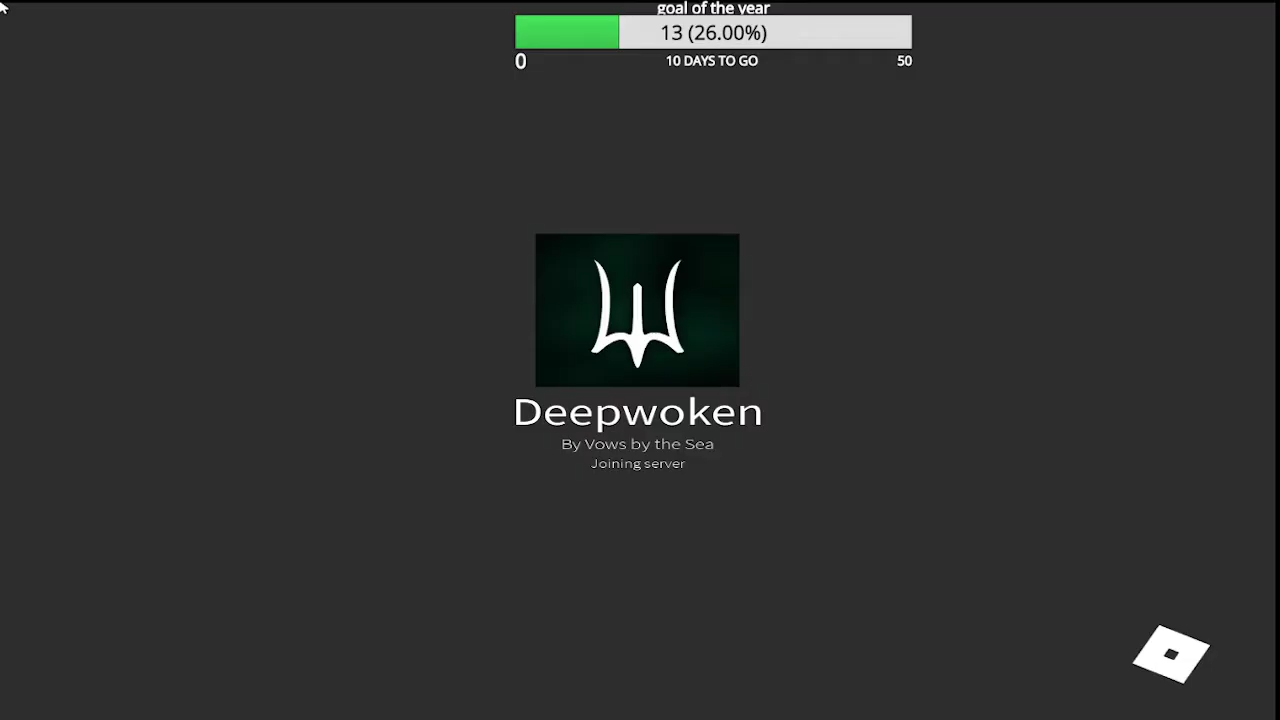 goal of the year
13 (26.00%)
0 10 DAYS TO GO 50
Deepwoken
By Vows by the Sea
Joining server